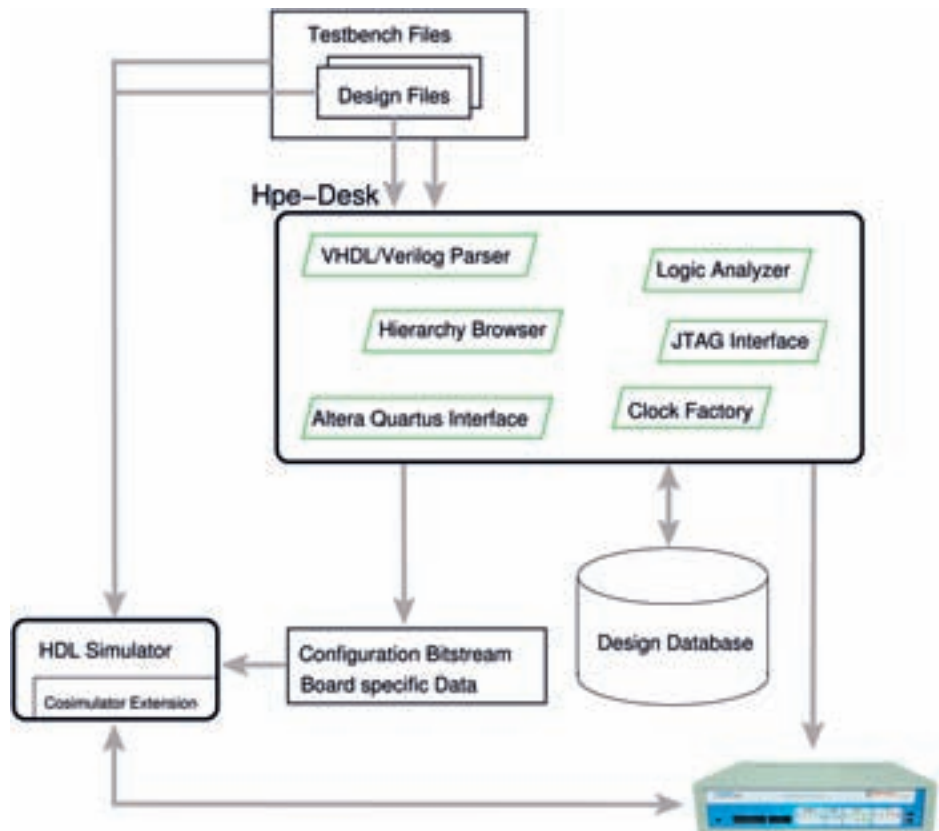 Testbench Files
Design Files
Hpe-Desk
VHDL/Verilog Parser
Logic Analyzer
Hierarchy Browser
JTAG Interface
Altera Quartus Interface
Clock Factory
HDL Simulator
Cosimulator Extension
Configuration Bitstream
Board specific Data
Design Database